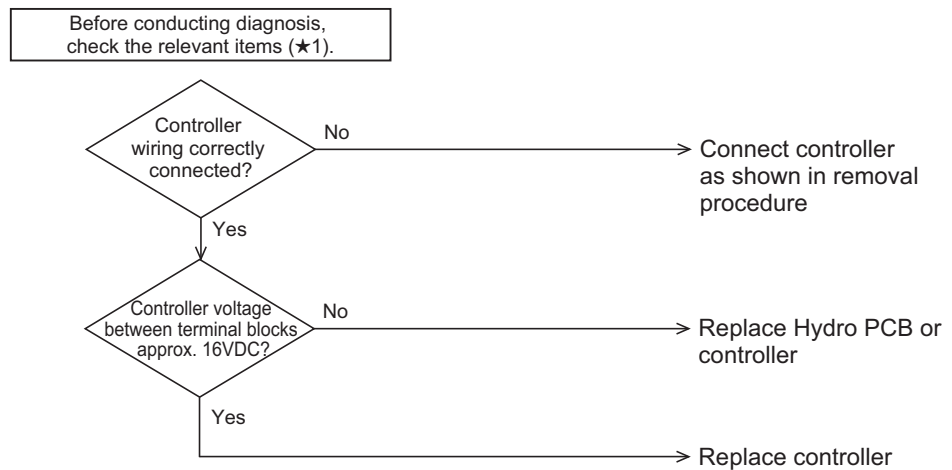 Before conducting diagnosis,
check the relevant items (★1).
Controller
wiring correctly
connected?
No
Connect controller
as shown in removal
procedure
Yes
Controller voltage
between terminal blocks
approx. 16VDC?
No
Replace Hydro PCB or
controller
Yes
Replace controller